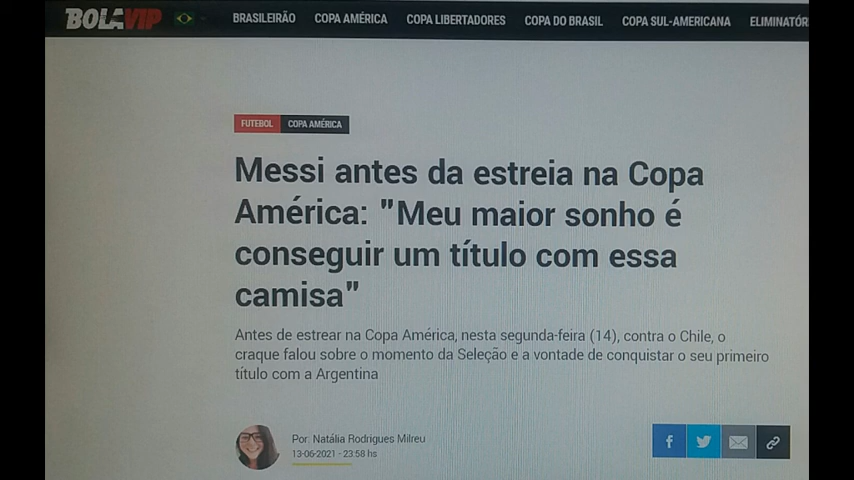 BOLAVIP BRASILEIRÃO COPA AMÉRICA COPA LIBERTADORES COPA DO BRASIL COPA SUL-AMERICANA ELIMINATÓRI
FUTEBOL COPA AMÉRICA
Messi antes da estreia na Copa
América: "Meu maior sonho é
conseguir um título com essa
camisa"
Antes de estrear na Copa América, nesta segunda-feira (14), contra o Chile, o
craque falou sobre o momento da Seleção e a vontade de conquistar o seu primeiro
título com a Argentina
Por: Natália Rodrigues Milreu
13-06-2021 - 23:58 hs